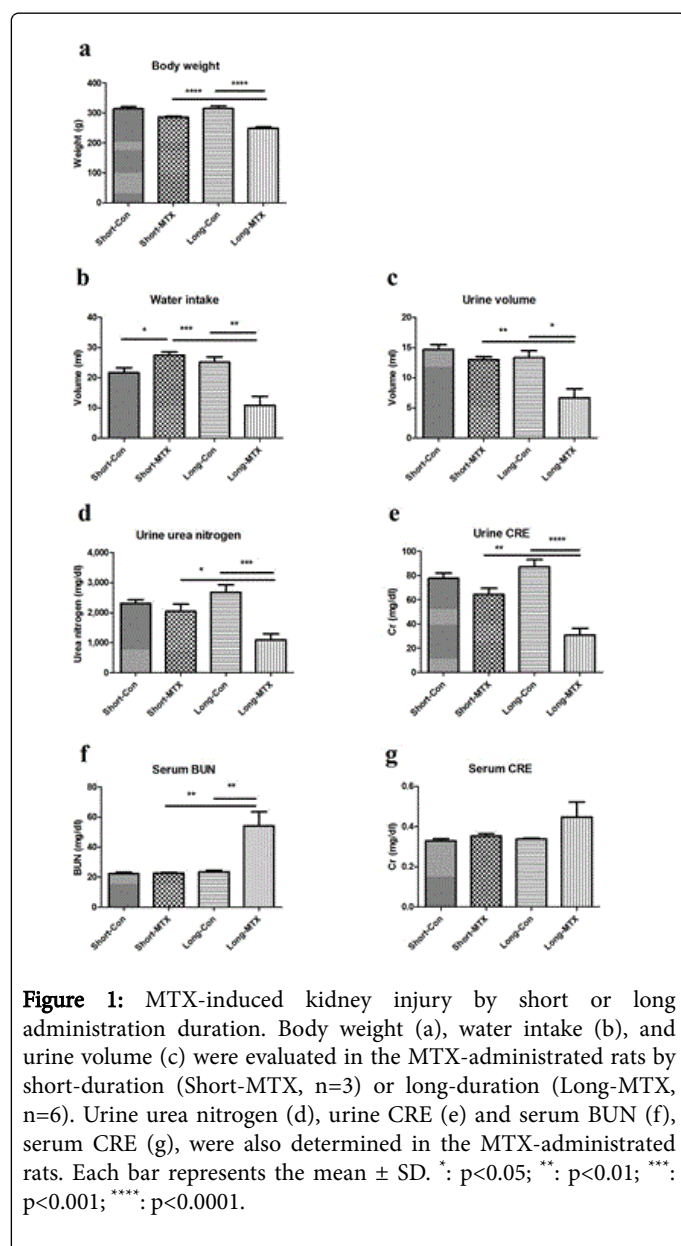 a
Body weight
**** ****
400
300
200
100
0
Weight (g)
Short-Con
Short-MTX
Long-Con
Long-MTX
b
Water intake
* *** **
40
30
20
10
0
Volume (ml)
Short-Con
Short-MTX
Long-Con
Long-MTX
c
Urine volume
** *
20
15
10
5
0
Volume (ml)
Short-Con
Short-MTX
Long-Con
Long-MTX
d
Urine urea nitrogen
* ***
4,000
3,000
2,000
1,000
0
Urea nitrogen (mg/dl)
Short-Con
Short-MTX
Long-Con
Long-MTX
e
Urine CRE
** ****
100
80
60
40
20
0
Cr (mg/dl)
Short-Con
Short-MTX
Long-Con
Long-MTX
f
Serum BUN
** **
80
60
40
20
0
BUN (mg/dl)
Short-Con
Short-MTX
Long-Con
Long-MTX
g
Serum CRE
0.6
0.4
0.2
0.0
Cr (mg/dl)
Short-Con
Short-MTX
Long-Con
Long-MTX
Figure 1: MTX-induced kidney injury by short or long
administration duration. Body weight (a), water intake (b), and
urine volume (c) were evaluated in the MTX-administrated rats by
short-duration (Short-MTX, n=3) or long-duration (Long-MTX,
n=6). Urine urea nitrogen (d), urine CRE (e) and serum BUN (f),
serum CRE (g), were also determined in the MTX-administrated
rats. Each bar represents the mean ± SD. *: p<0.05; **: p<0.01; ***:
p<0.001; ****: p<0.0001.